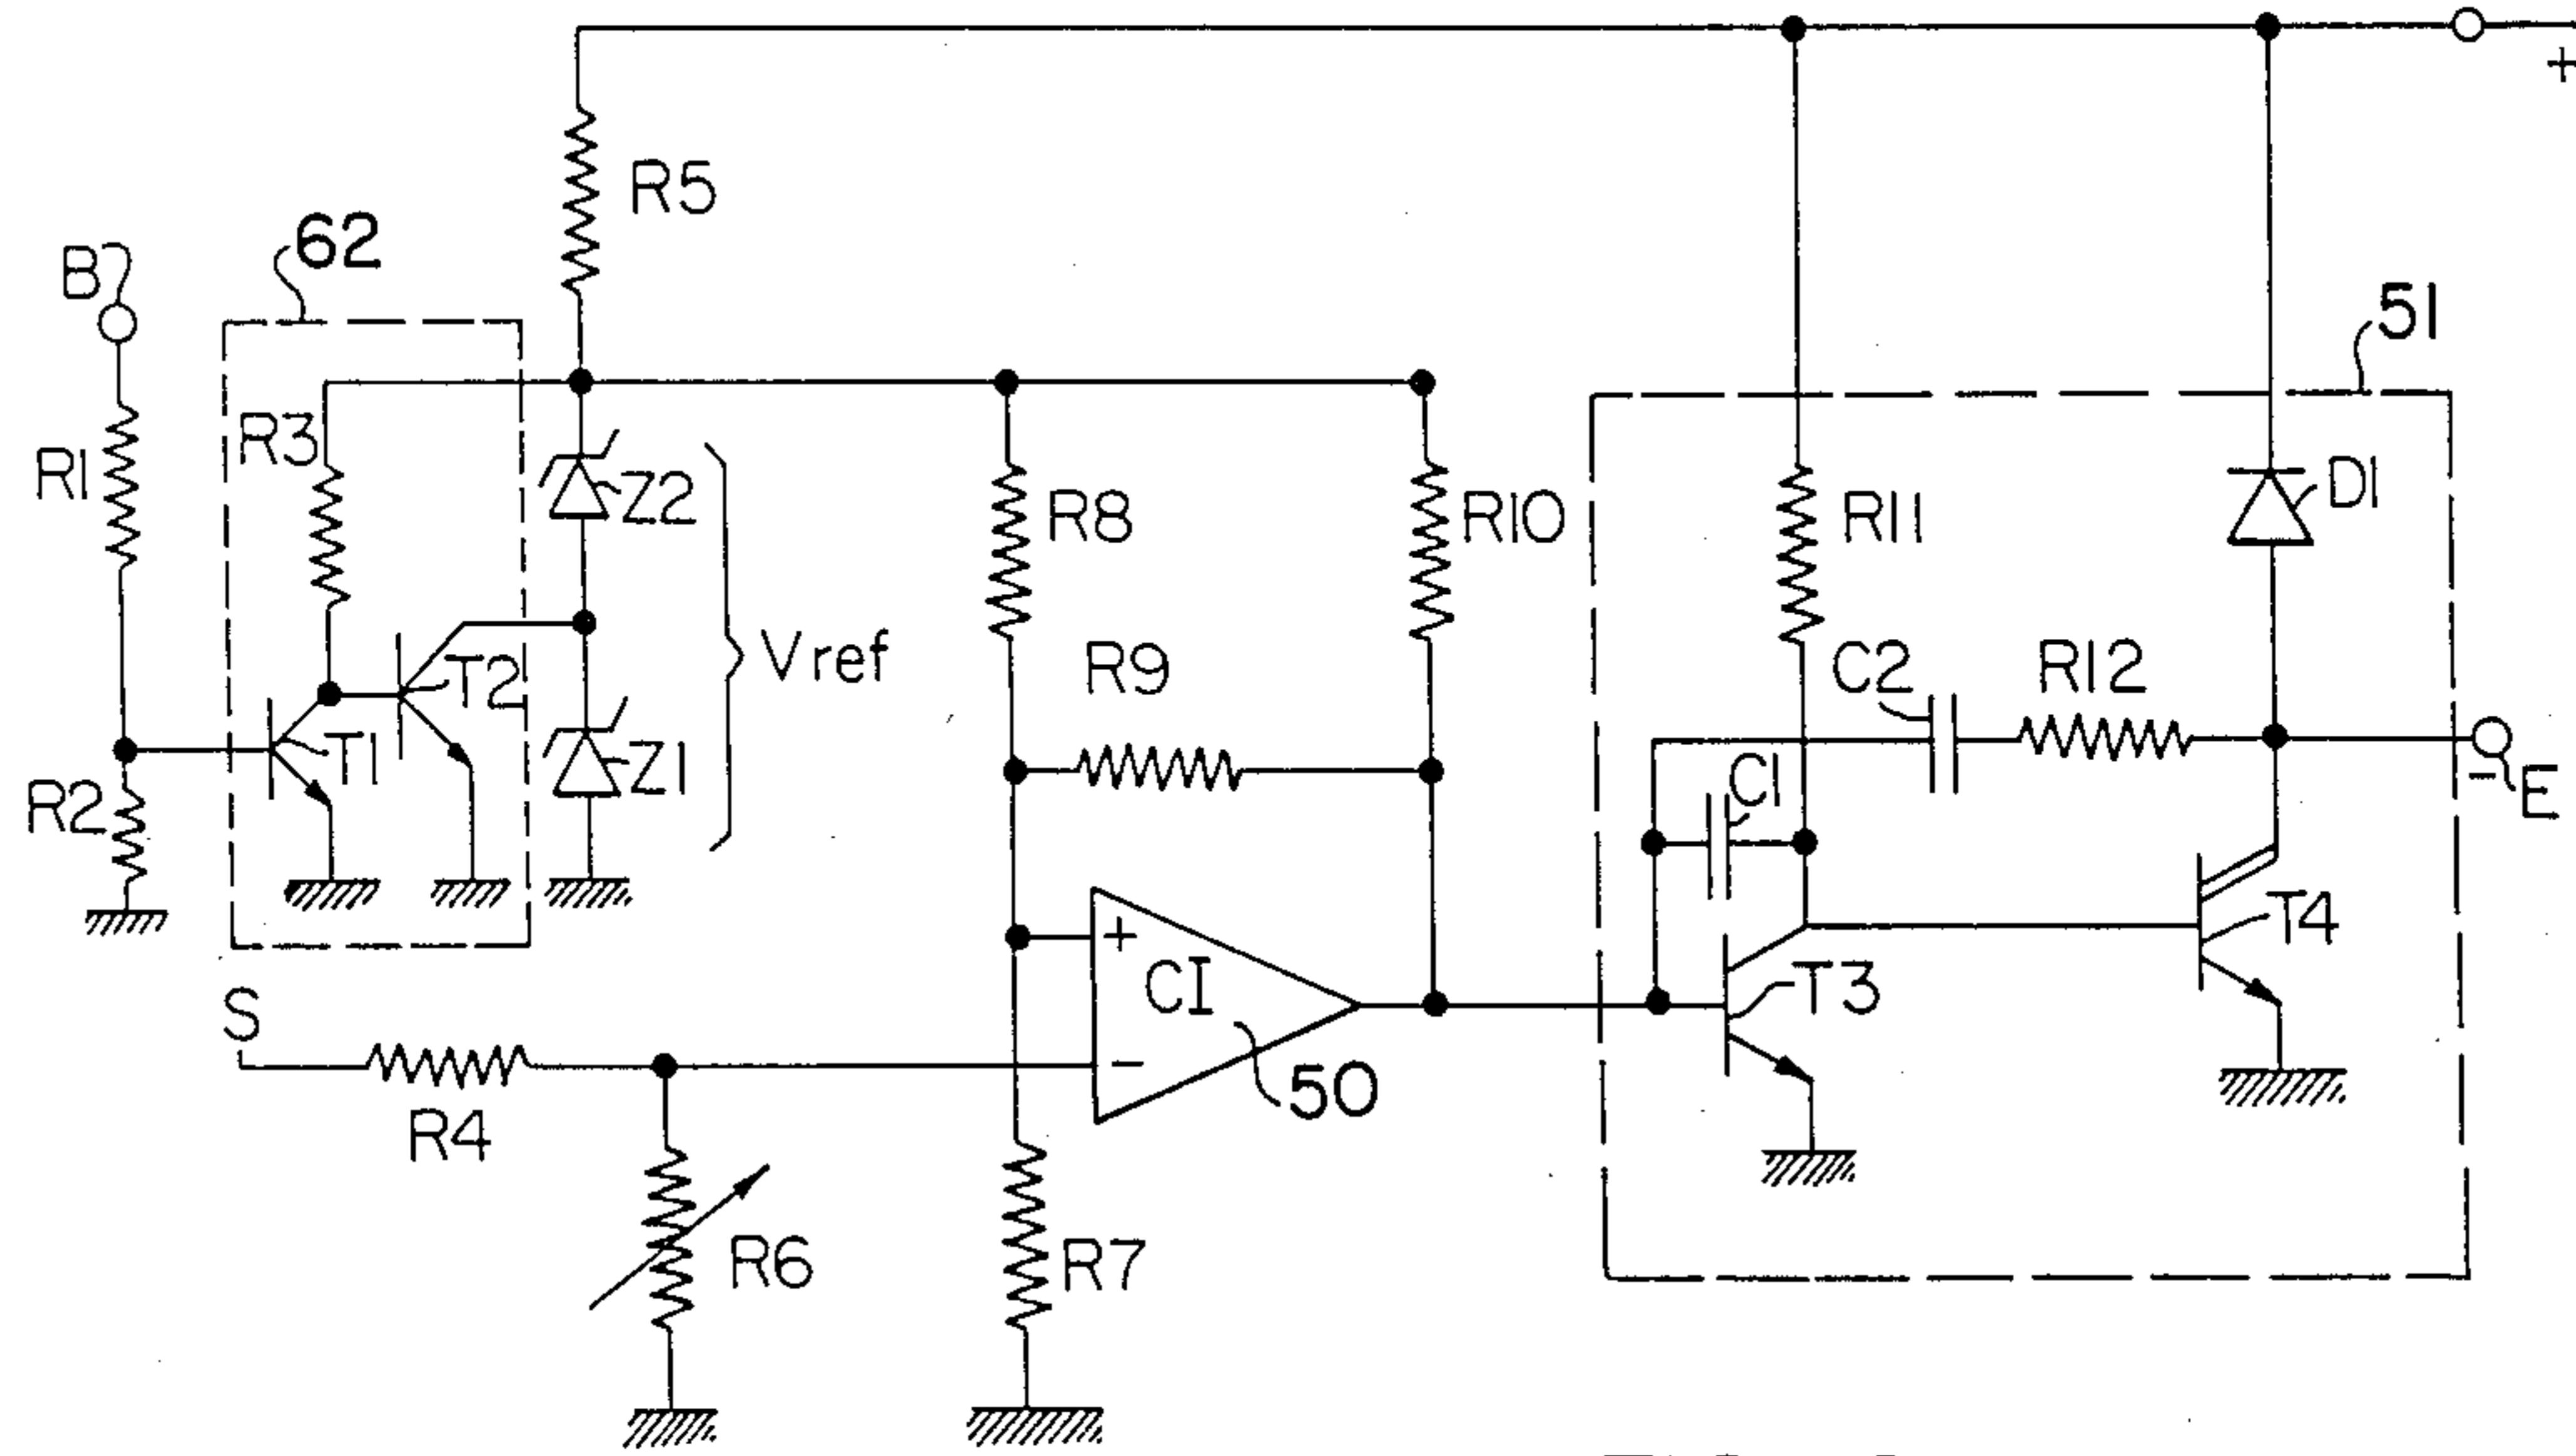 +
R5
62
B
51
R3
R1
Z2
R8
R10
R11
D1
T2
Vref
R9
C2
R12
T1
Z1
C1
R2
- E
+
CI
T4
S
T3
-
50
R4
R6
R7